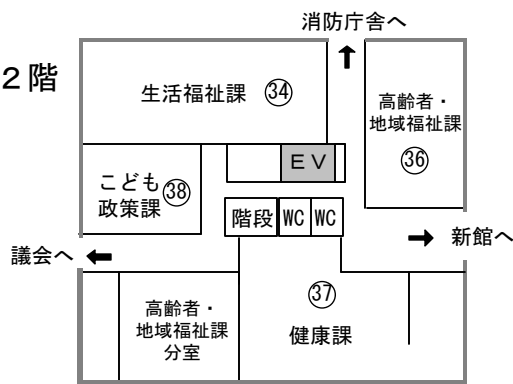 消防庁舎へ
２階
生活福祉課 ㉞
高齢者・
地域福祉課
㊱
ＥＶ
こども
政策課
㊳
階段 WC WC
新館へ
議会へ
㊲
健康課
高齢者・
地域福祉課
分室